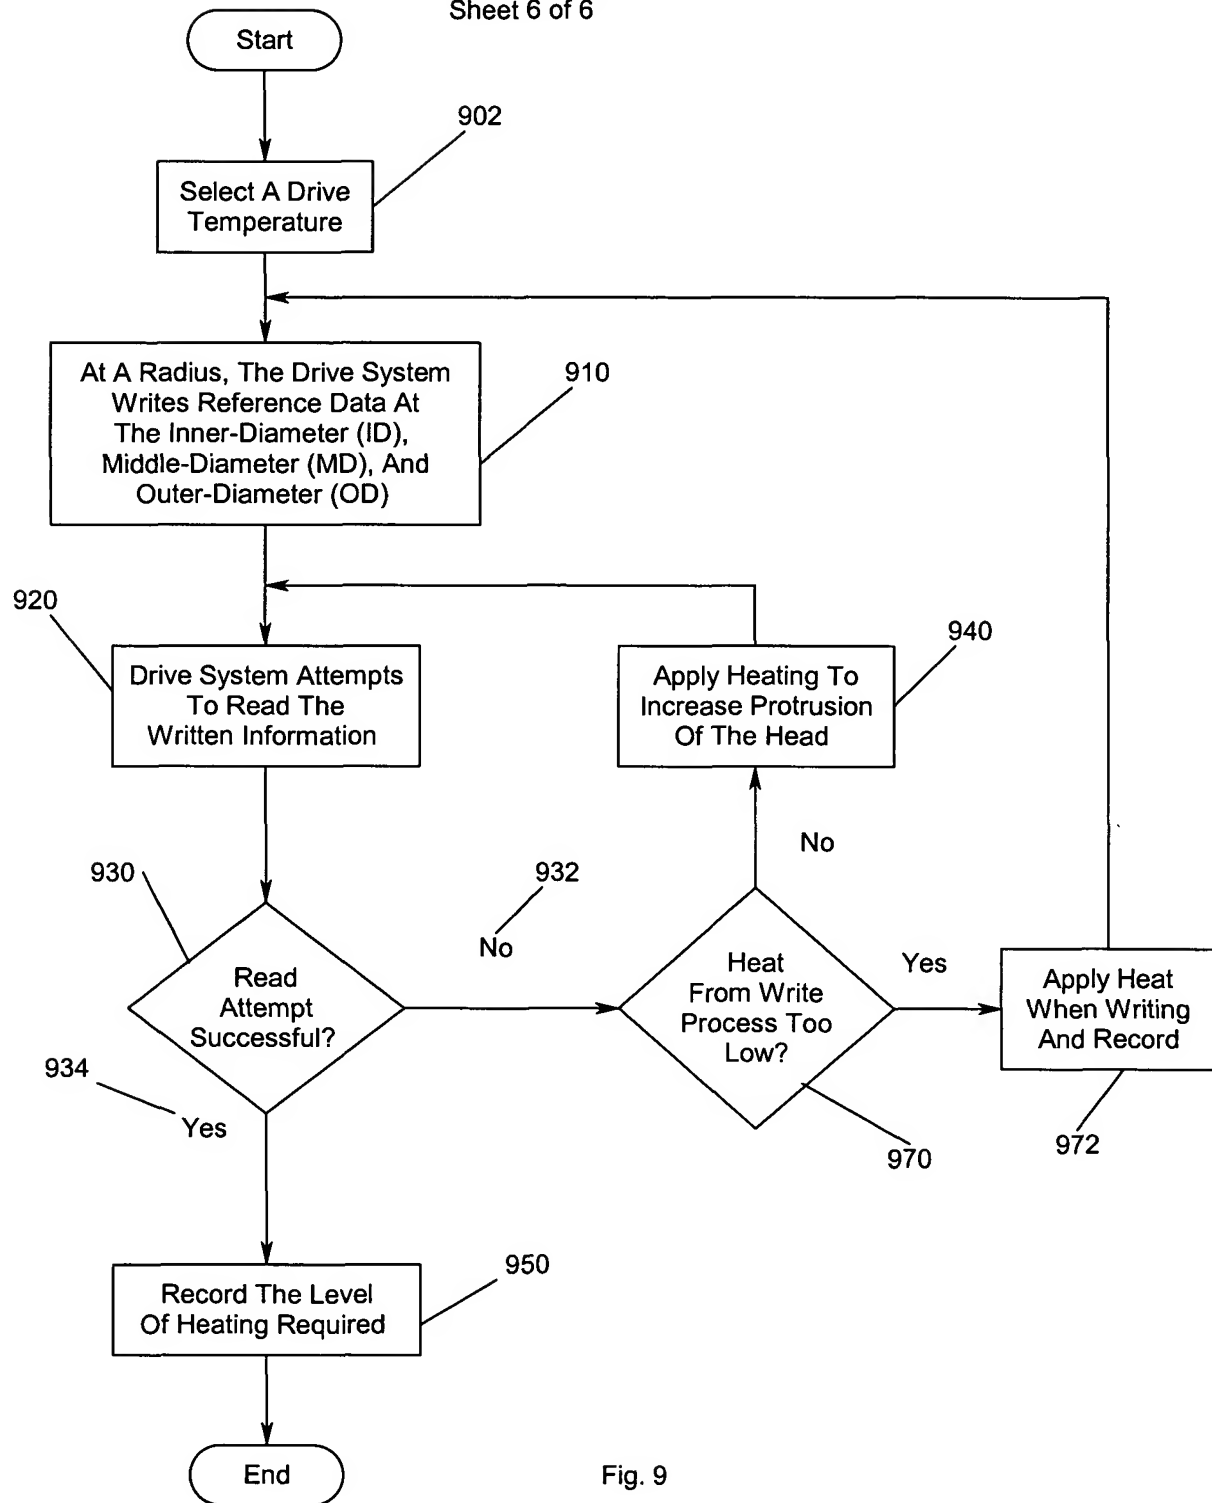 Sheet 6 of 6
Start
902
Select A Drive
Temperature
At A Radius, The Drive System
Writes Reference Data At
The Inner-Diameter (ID),
Middle-Diameter (MD), And
Outer-Diameter (OD)
910
920
Drive System Attempts
To Read The
Written Information
940
Apply Heating To
Increase Protrusion
Of The Head
No
930
932
No
Read
Attempt
Successful?
Heat
From Write
Process Too
Low?
Yes
Apply Heat
When Writing
And Record
934
Yes
970
972
950
Record The Level
Of Heating Required
End
Fig. 9